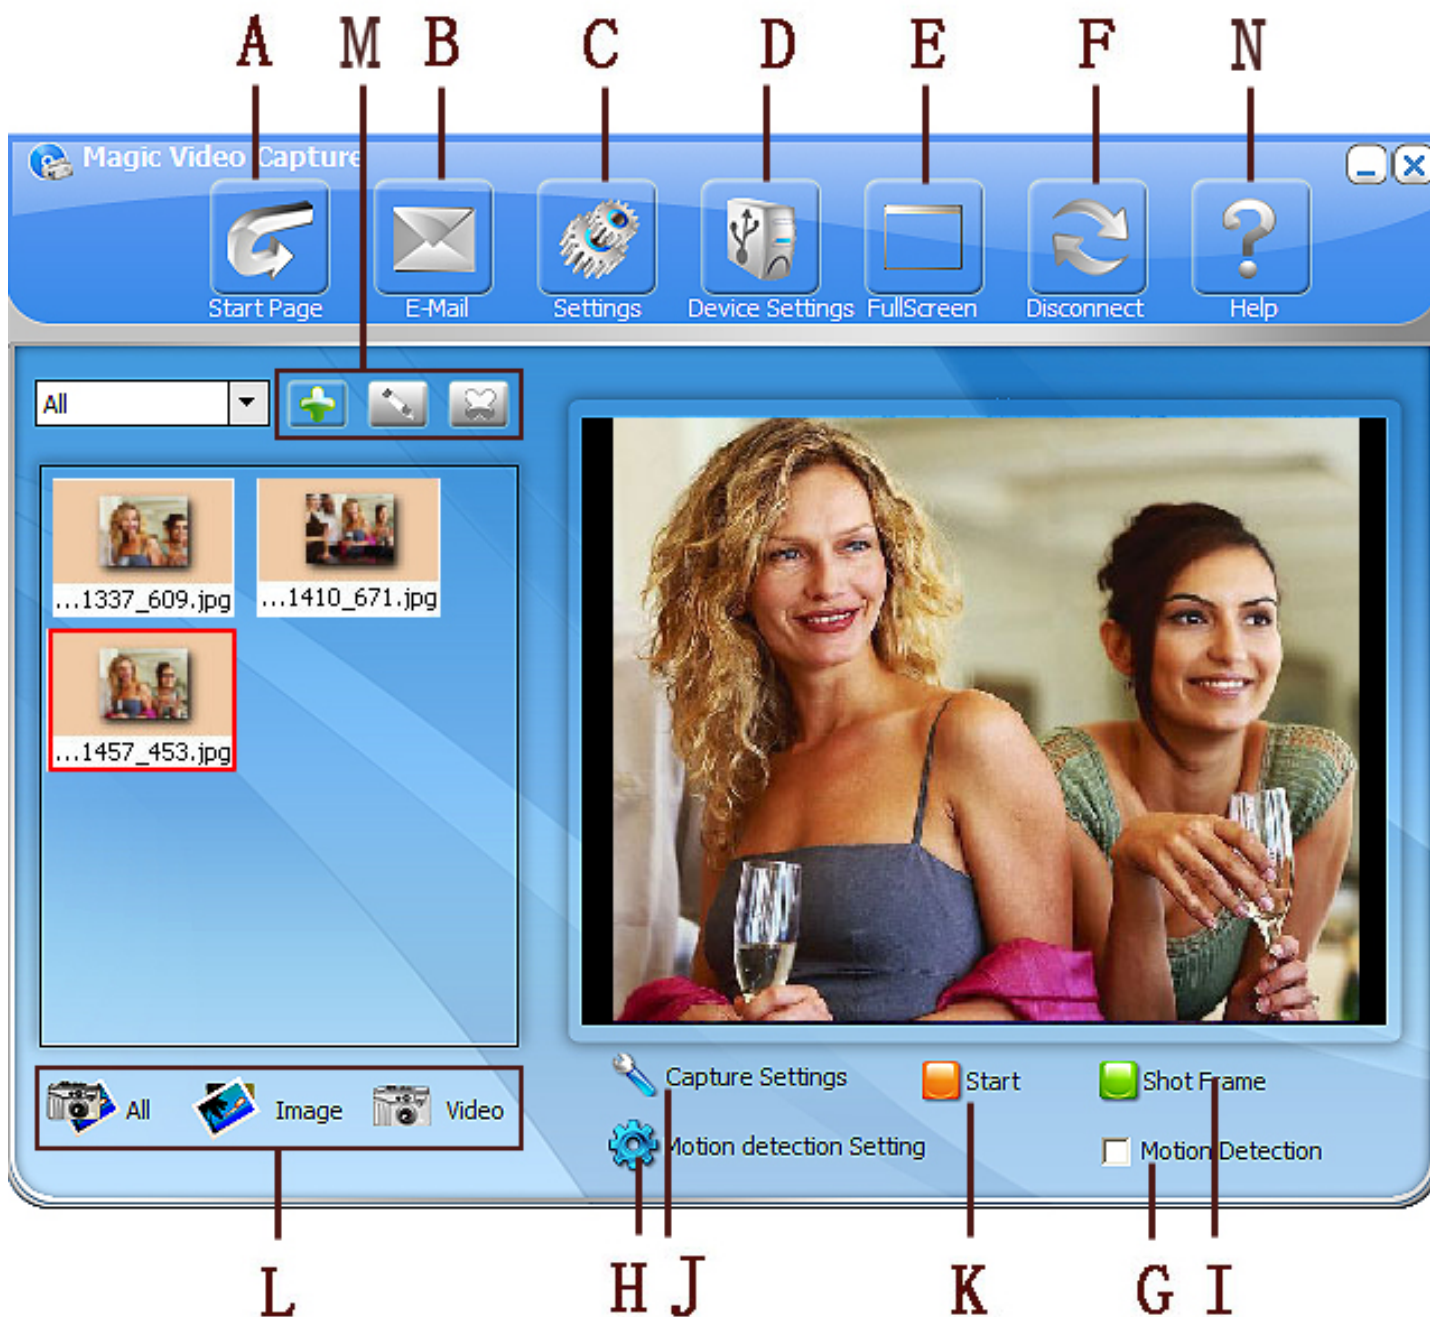 A M B C D E F N
Magic Video Capture
Start Page E-Mail Settings Device Settings FullScreen Disconnect Help
All
...1337_609.jpg ...1410_671.jpg
...1457_453.jpg
Capture Settings Start Shot Frame
All Image Video
Motion detection Setting Motion Detection
L H J K G I